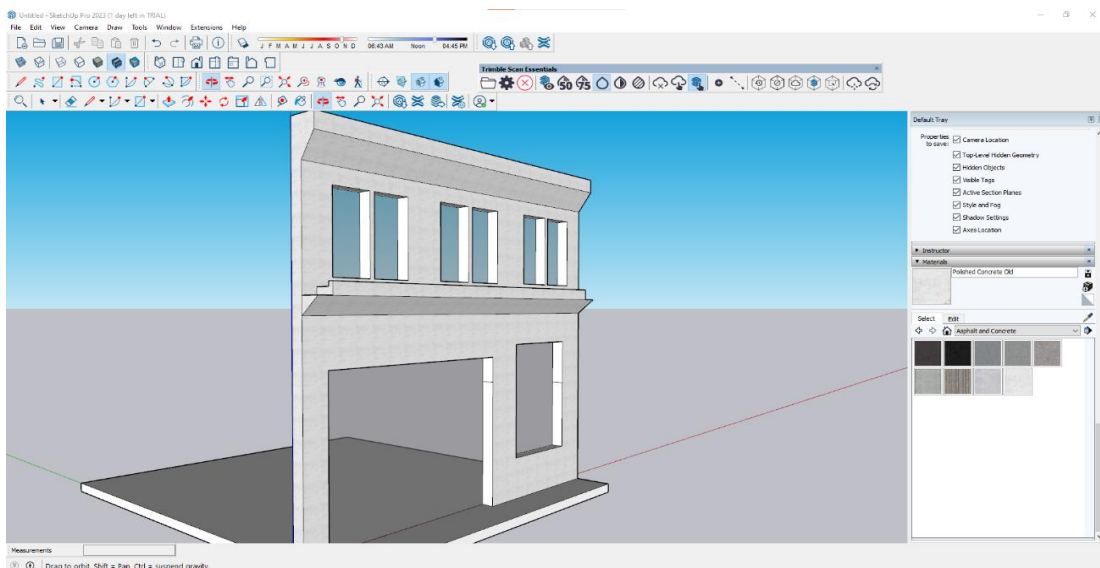 Untitled - SketchUp Pro 2023 (1 day left in TRIAL)
File Edit View Camera Draw Tools Window Extensions Help
J F M A M J J A S O N D 06:43 AM Noon 04:45 PM
Trimble Scan Essentials
50 75
Default Tray
Properties to save:
Camera Location
Top-Level Hidden Geometry
Hidden Objects
Visible Tags
Active Section Planes
Style and Fog
Shadow Settings
Axes Location
Instructor
Materials
Polished Concrete Old
Select Edit
Asphalt and Concrete
Measurements
Drag to orbit. Shift = Pan, Ctrl = suspend gravity.